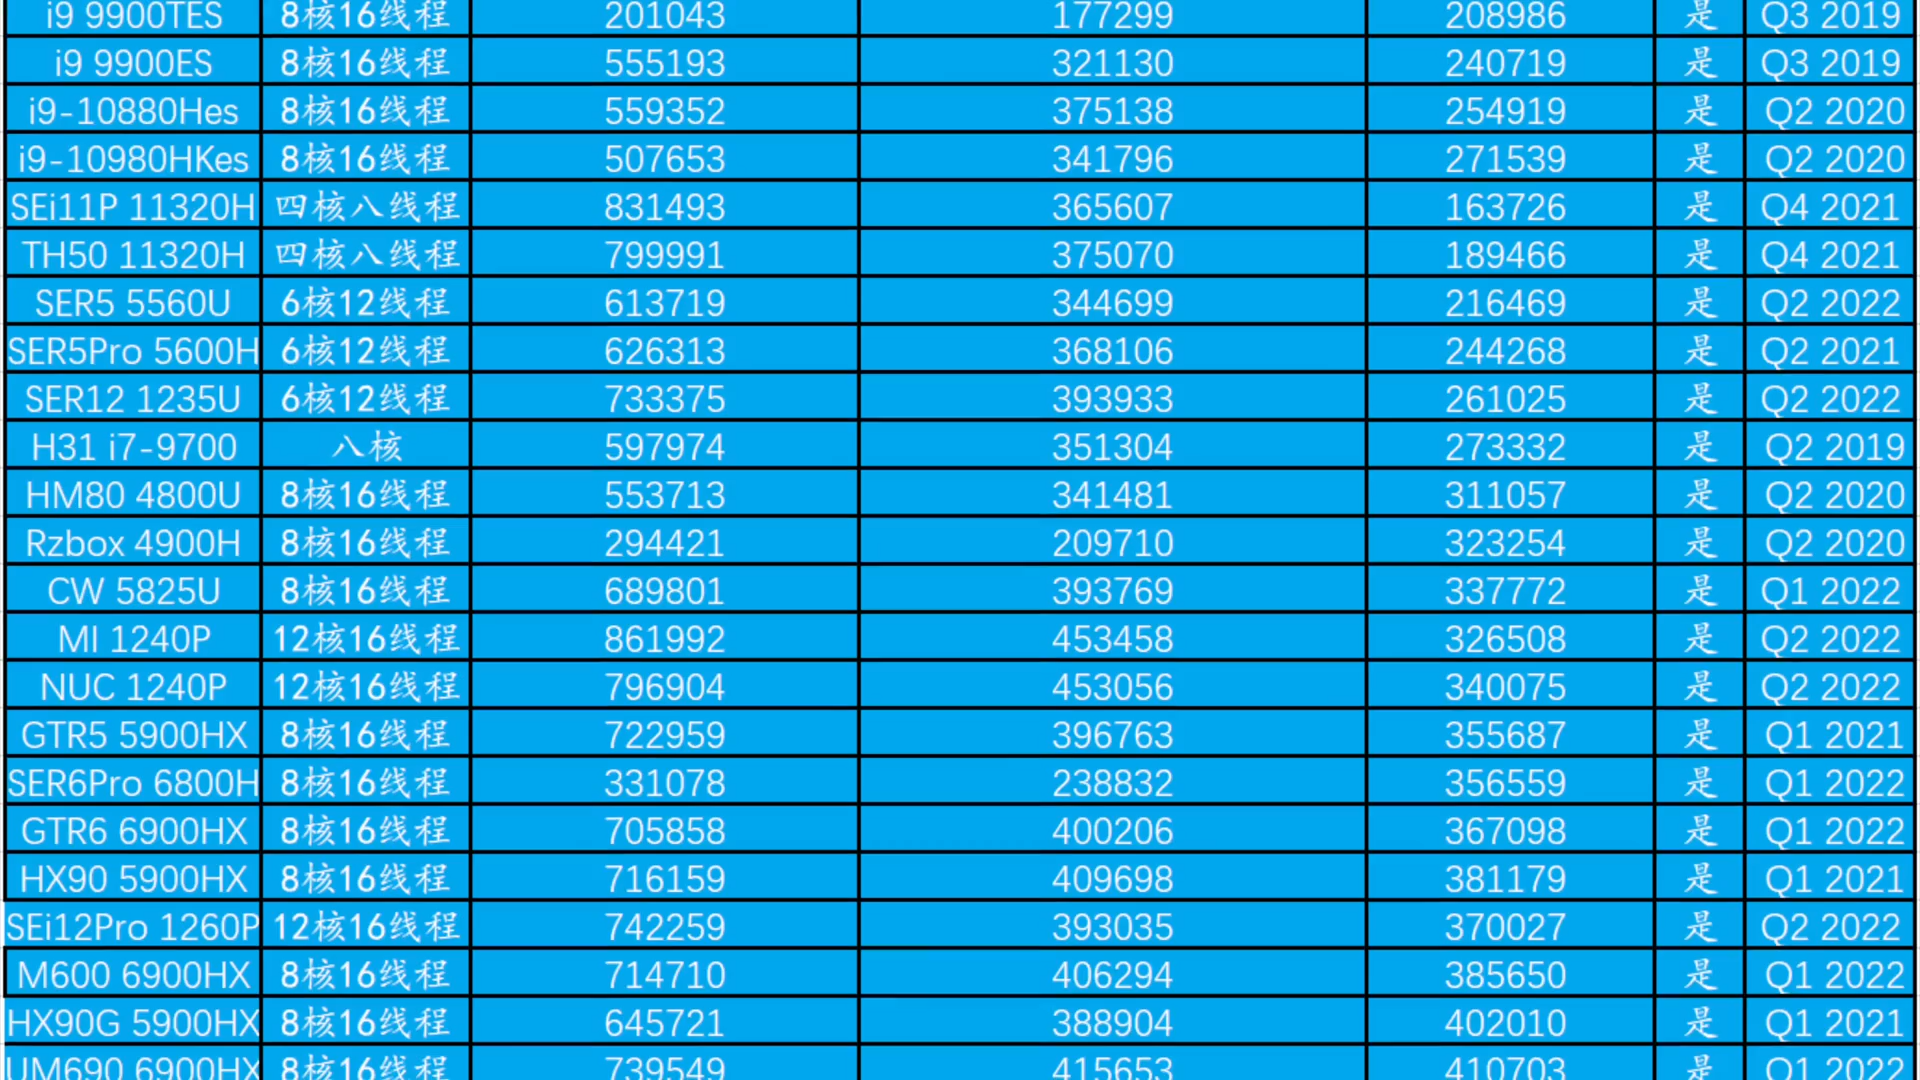 i9 9900TES 8核16线程 201043 177299 208986 是 Q3 2019
i9 9900ES 8核16线程 555193 321130 240719 是 Q3 2019
i9-10880Hes 8核16线程 559352 375138 254919 是 Q2 2020
i9-10980HKes 8核16线程 507653 341796 271539 是 Q2 2020
SEi11P 11320H 四核八线程 831493 365607 163726 是 Q4 2021
TH50 11320H 四核八线程 799991 375070 189466 是 Q4 2021
SER5 5560U 6核12线程 613719 344699 216469 是 Q2 2022
SER5Pro 5600H 6核12线程 626313 368106 244268 是 Q2 2021
SER12 1235U 6核12线程 733375 393933 261025 是 Q2 2022
H31 i7-9700 八核 597974 351304 273332 是 Q2 2019
HM80 4800U 8核16线程 553713 341481 311057 是 Q2 2020
Rzbox 4900H 8核16线程 294421 209710 323254 是 Q2 2020
CW 5825U 8核16线程 689801 393769 337772 是 Q1 2022
MI 1240P 12核16线程 861992 453458 326508 是 Q2 2022
NUC 1240P 12核16线程 796904 453056 340075 是 Q2 2022
GTR5 5900HX 8核16线程 722959 396763 355687 是 Q1 2021
SER6Pro 6800H 8核16线程 331078 238832 356559 是 Q1 2022
GTR6 6900HX 8核16线程 705858 400206 367098 是 Q1 2022
HX90 5900HX 8核16线程 716159 409698 381179 是 Q1 2021
SEi12Pro 1260P 12核16线程 742259 393035 370027 是 Q2 2022
M600 6900HX 8核16线程 714710 406294 385650 是 Q1 2022
HX90G 5900HX 8核16线程 645721 388904 402010 是 Q1 2021
UM690 6900HX 8核16线程 739549 415653 410703 是 Q1 2022